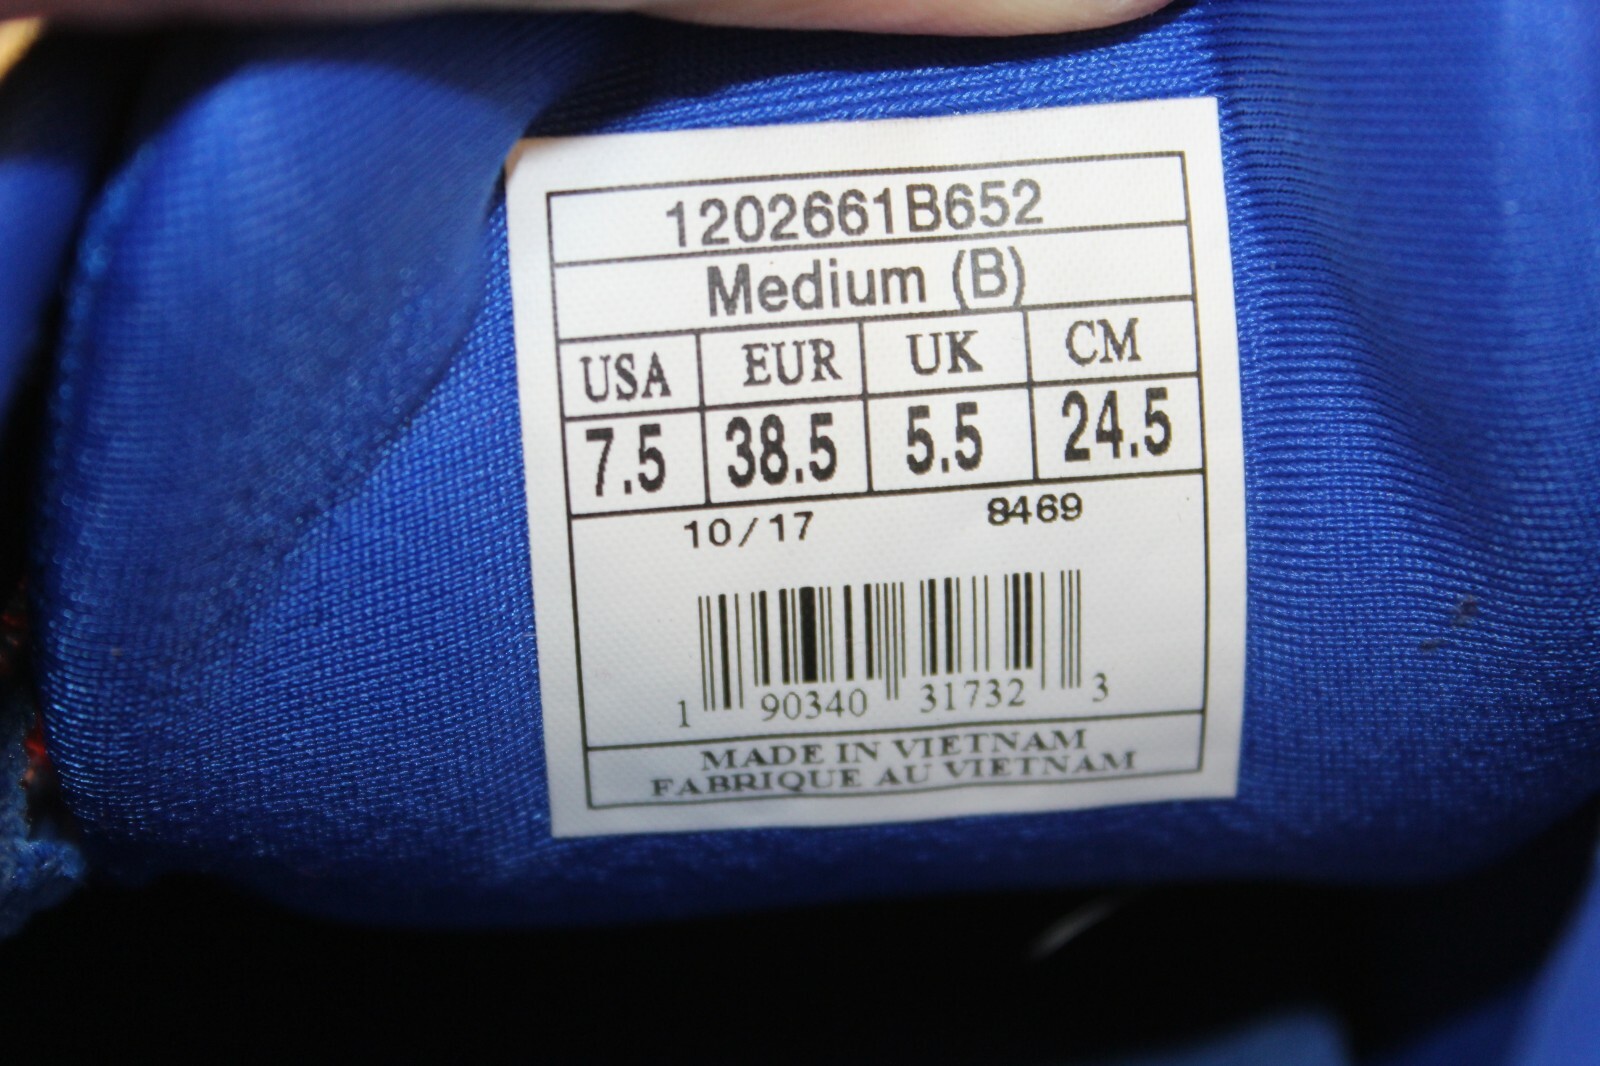 1202661B652
Medium (B)
USA EUR UK CM
7.5 38.5 5.5 24.5
10/17 8469
1 90340 31732 3
MADE IN VIETNAM
FABRIQUE AU VIETNAM